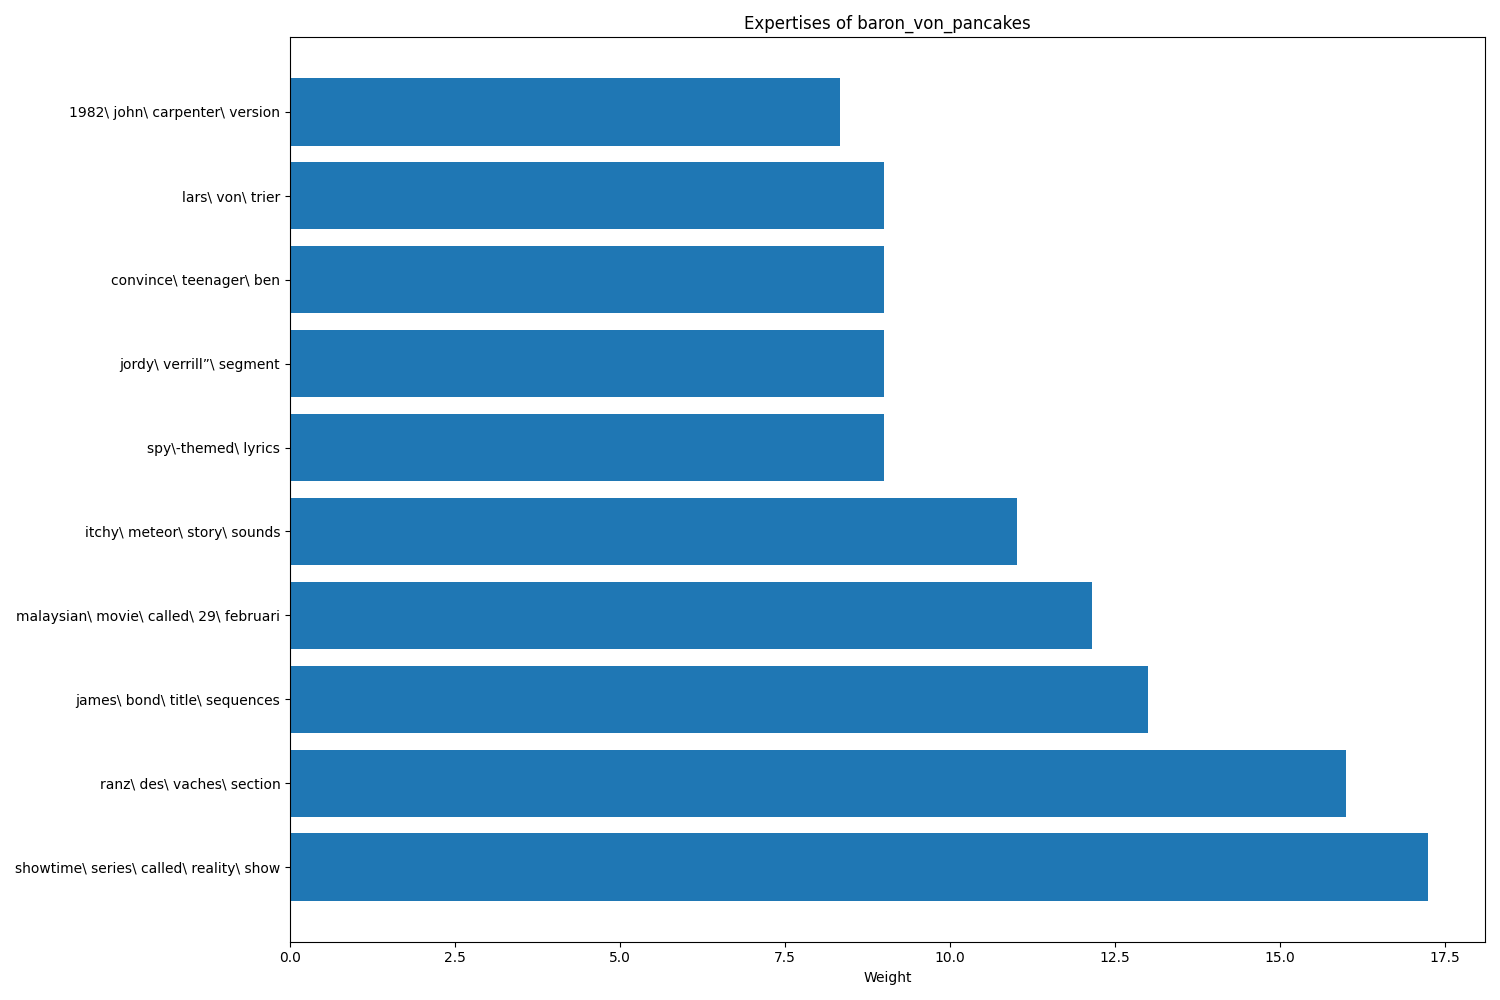 Expertises of baron_von_pancakes
1982\ john\ carpenter\ version
lars\ von\ trier
convince\ teenager\ ben
jordy\ verrill”\ segment
spy\-themed\ lyrics
itchy\ meteor\ story\ sounds
malaysian\ movie\ called\ 29\ februari
james\ bond\ title\ sequences
ranz\ des\ vaches\ section
showtime\ series\ called\ reality\ show
0.0 2.5 5.0 7.5 10.0 12.5 15.0 17.5
Weight